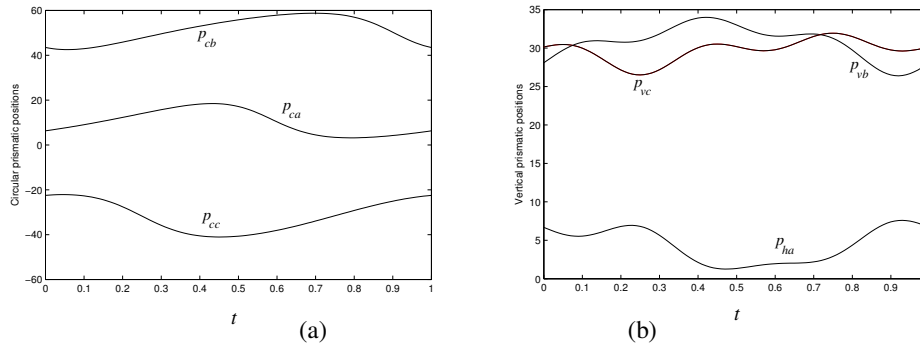 Circular prismatic positions
60
40
20
0
−20
−40
−60
0 0.1 0.2 0.3 0.4 0.5 0.6 0.7 0.8 0.9 1
p_cb
p_ca
p_cc
t
(a)
Vertical prismatic positions
35
30
25
20
15
10
5
0
0 0.1 0.2 0.3 0.4 0.5 0.6 0.7 0.8 0.9
p_vc
p_vb
p_ha
t
(b)